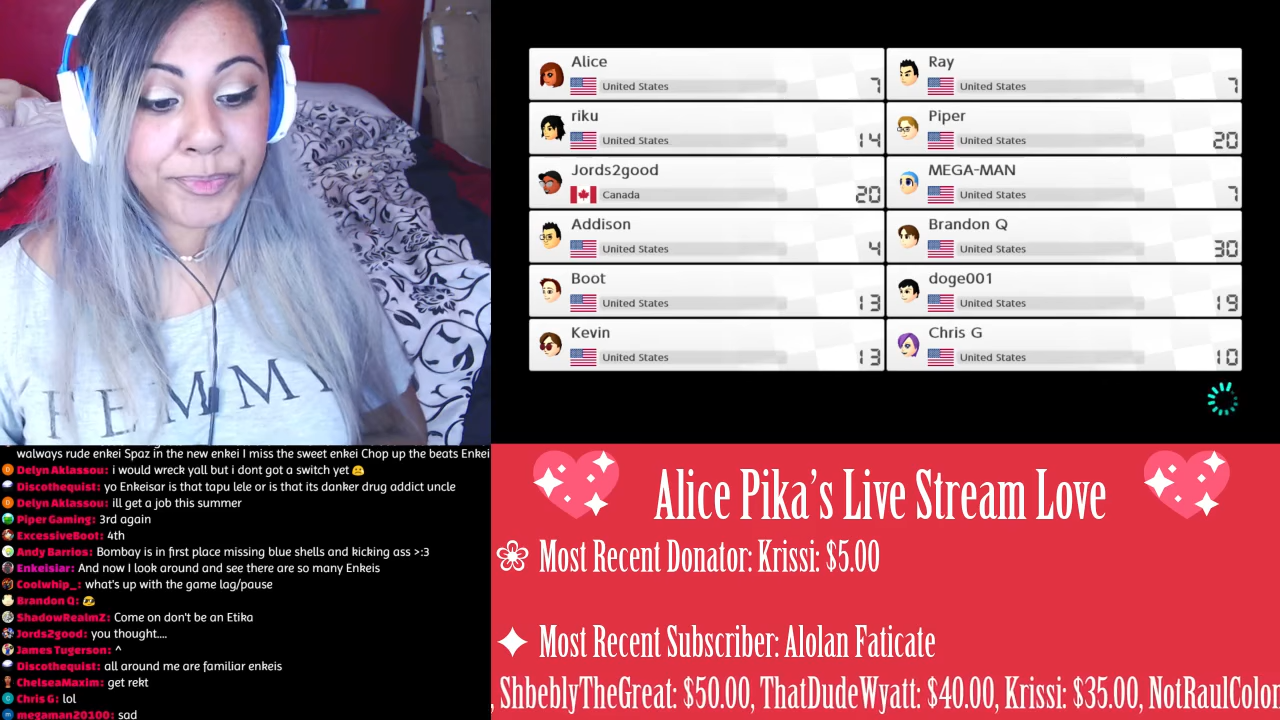 FEMMY
Alice
United States
7
Ray
United States
7
riku
United States
14
Piper
United States
20
Jords2good
Canada
20
MEGA-MAN
United States
7
Addison
United States
4
Brandon Q
United States
30
Boot
United States
13
doge001
United States
19
Kevin
United States
13
Chris G
United States
10
walways rude enkei Spaz in the new enkei I miss the sweet enkei Chop up the beats Enkei
Delyn Aklassou: i would wreck yall but i dont got a switch yet
Discothequist: yo Enkeisar is that tapu lele or is that its danker drug addict uncle
Delyn Aklassou: ill get a job this summer
Piper Gaming: 3rd again
ExcessiveBoot: 4th
Andy Barrios: Bombay is in first place missing blue shells and kicking ass >:3
Enkeisiar: And now I look around and see there are so many Enkeis
Coolwhip_: what's up with the game lag/pause
Brandon Q:
ShadowRealmZ: Come on don't be an Etika
Jords2good: you thought....
James Tugerson: ^
Discothequist: all around me are familiar enkeis
ChelseaMaxim: get rekt
Chris G: lol
megaman20100: sad
Alice Pika's Live Stream Love
Most Recent Donator: Krissi: $5.00
Most Recent Subscriber: Alolan Faticate
, ShbeblyTheGreat: $50.00, ThatDudeWyatt: $40.00, Krissi: $35.00, NotRaulColon